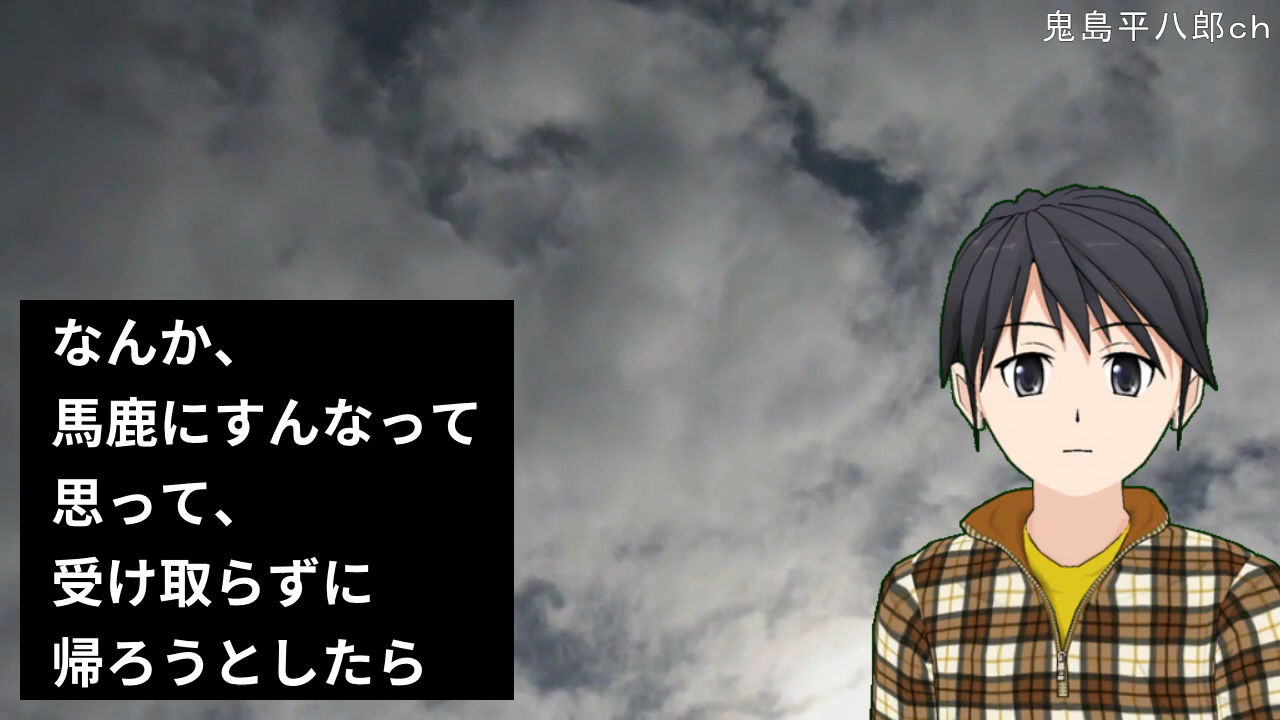 鬼島平八郎ch
なんか、
馬鹿にすんなって
思って、
受け取らずに
帰ろうとしたら